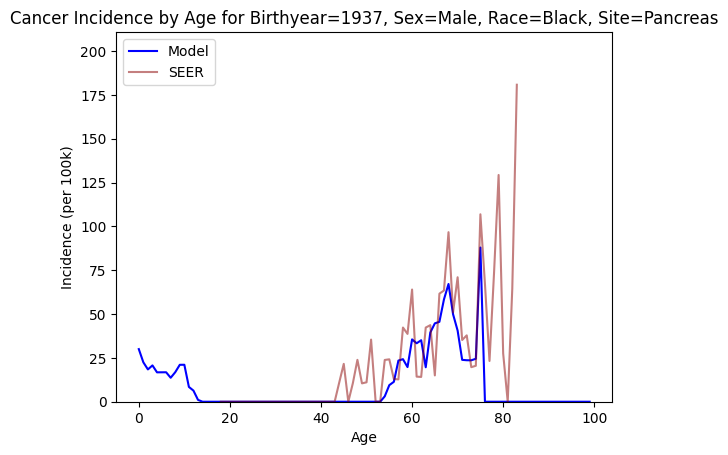 Cancer Incidence by Age for Birthyear=1937, Sex=Male, Race=Black, Site=Pancreas
Model
SEER
Incidence (per 100k)
200
175
150
125
100
75
50
25
0
0 20 40 60 80 100
Age